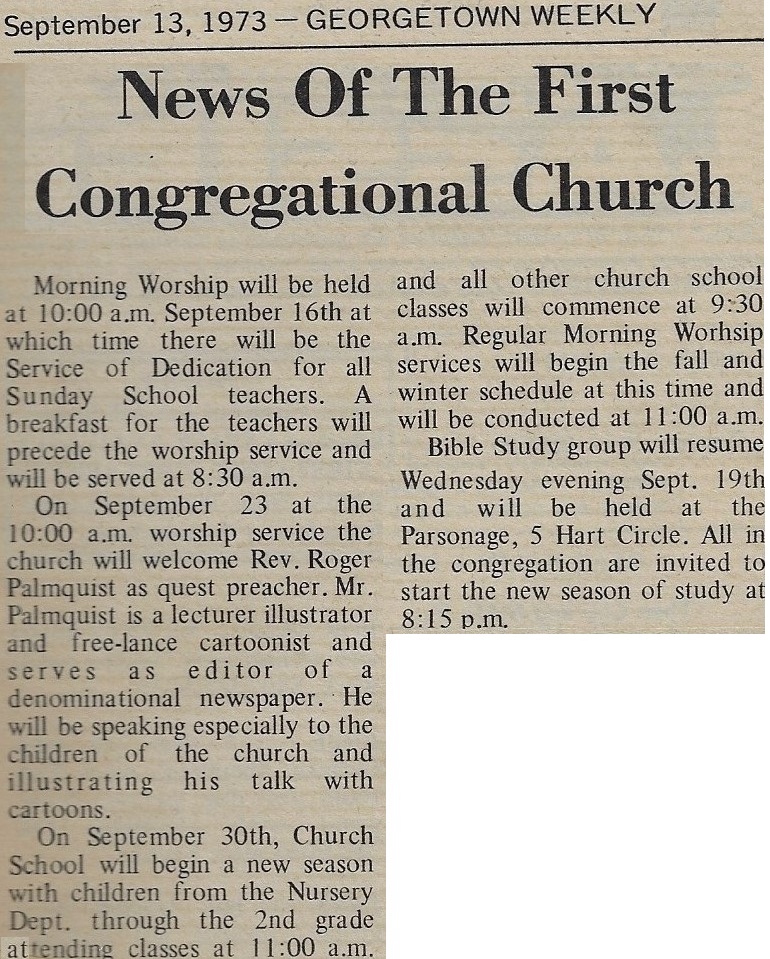 September 13, 1973 — GEORGETOWN WEEKLY
News Of The First
Congregational Church
Morning Worship will be held
at 10:00 a.m. September 16th at
which time there will be the
Service of Dedication for all
Sunday School teachers. A
breakfast for the teachers will
precede the worship service and
will be served at 8:30 a.m.
On September 23 at the
10:00 a.m. worship service the
church will welcome Rev. Roger
Palmquist as quest preacher. Mr.
Palmquist is a lecturer illustrator
and free-lance cartoonist and
serves as editor of a
denominational newspaper. He
will be speaking especially to the
children of the church and
illustrating his talk with
cartoons.
On September 30th, Church
School will begin a new season
with children from the Nursery
Dept. through the 2nd grade
attending classes at 11:00 a.m.
and all other church school
classes will commence at 9:30
a.m. Regular Morning Worhsip
services will begin the fall and
winter schedule at this time and
will be conducted at 11:00 a.m.
Bible Study group will resume
Wednesday evening Sept. 19th
and will be held at the
Parsonage, 5 Hart Circle. All in
the congregation are invited to
start the new season of study at
8:15 p.m.